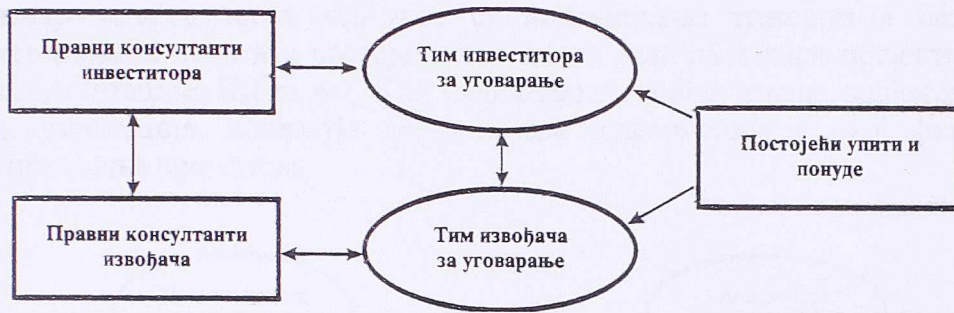 Правни консултанти
инвеститора
Тим инвеститора
за уговарање
Постојећи упити и
понуде
Правни консултанти
извођача
Тим извођача
за уговарање